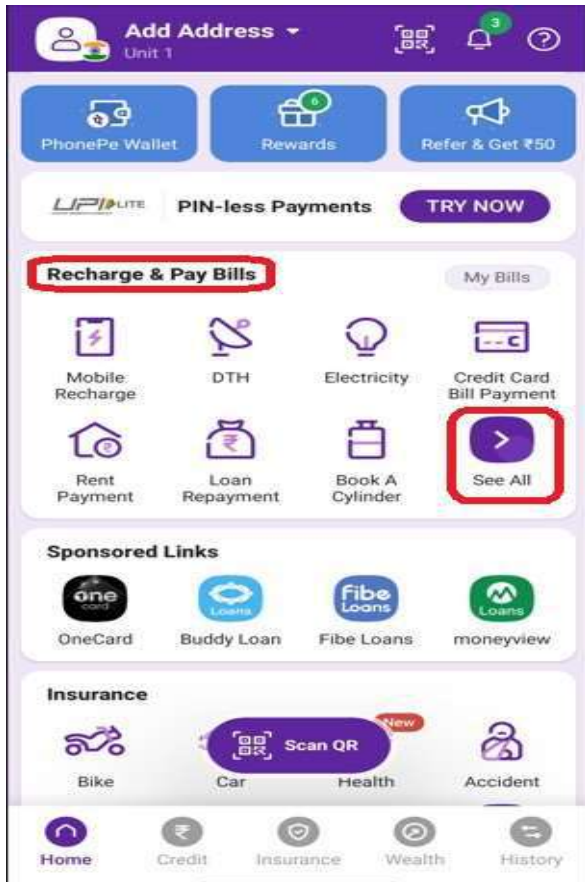 Add Address
Unit 1
3
PhonePe Wallet
6
Rewards
Refer & Get ₹50
UPI LITE
PIN-less Payments
TRY NOW
Recharge & Pay Bills
My Bills
Mobile
Recharge
DTH
Electricity
Credit Card
Bill Payment
Rent
Payment
Loan
Repayment
Book A
Cylinder
See All
Sponsored Links
one
card
OneCard
Loans
Buddy Loan
Fibe
Loans
Fibe Loans
Loans
moneyview
Insurance
Bike
Car
New
Health
Accident
Scan QR
Home
Credit
Insurance
Wealth
History